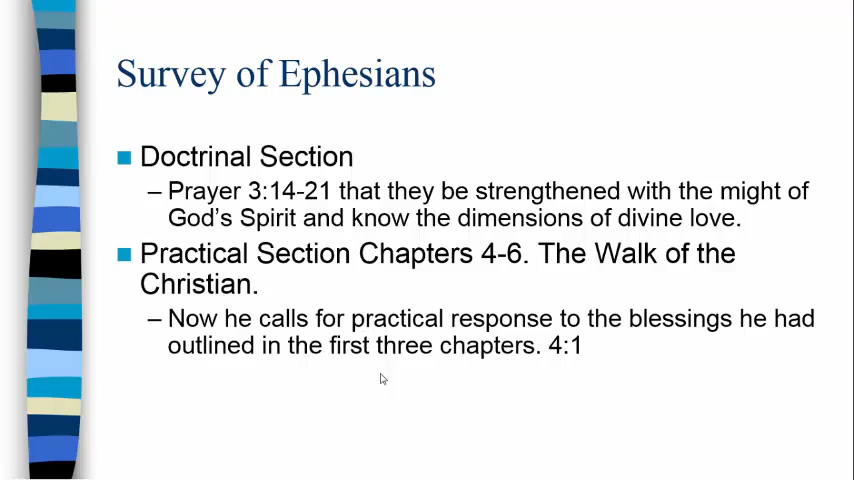 Survey of Ephesians
■ Doctrinal Section
– Prayer 3:14-21 that they be strengthened with the might of
God's Spirit and know the dimensions of divine love.
■ Practical Section Chapters 4-6. The Walk of the
Christian.
– Now he calls for practical response to the blessings he had
outlined in the first three chapters. 4:1